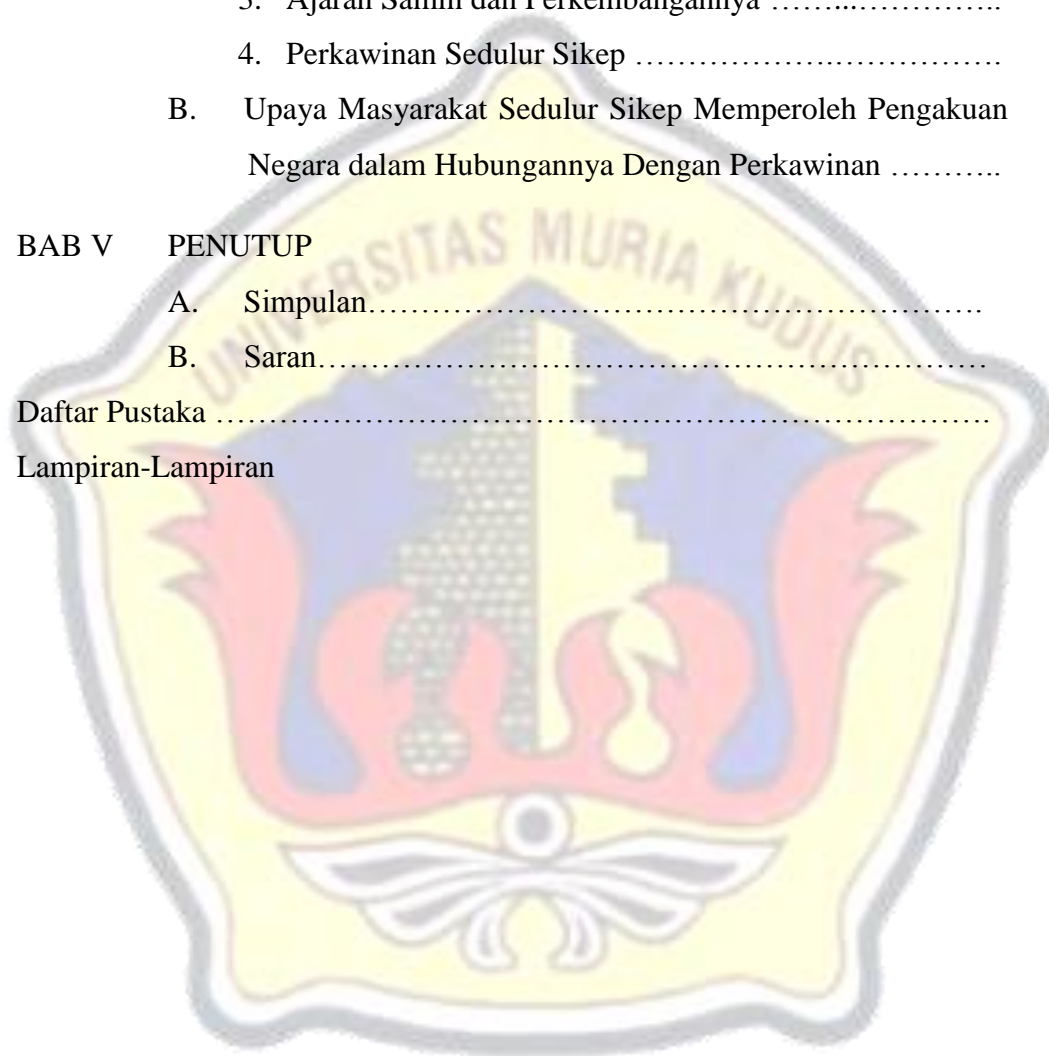 3. Ajaran Samin dan Perkembangannya ……...…………..
4. Perkawinan Sedulur Sikep ……………….…………….
B. Upaya Masyarakat Sedulur Sikep Memperoleh Pengakuan
Negara dalam Hubungannya Dengan Perkawinan ………..
UNIVERSITAS MURIA KUDUS
BAB V PENUTUP
A. Simpulan………………………………………………….
B. Saran………………………………………………………
Daftar Pustaka ……………………………………………………………….
Lampiran-Lampiran